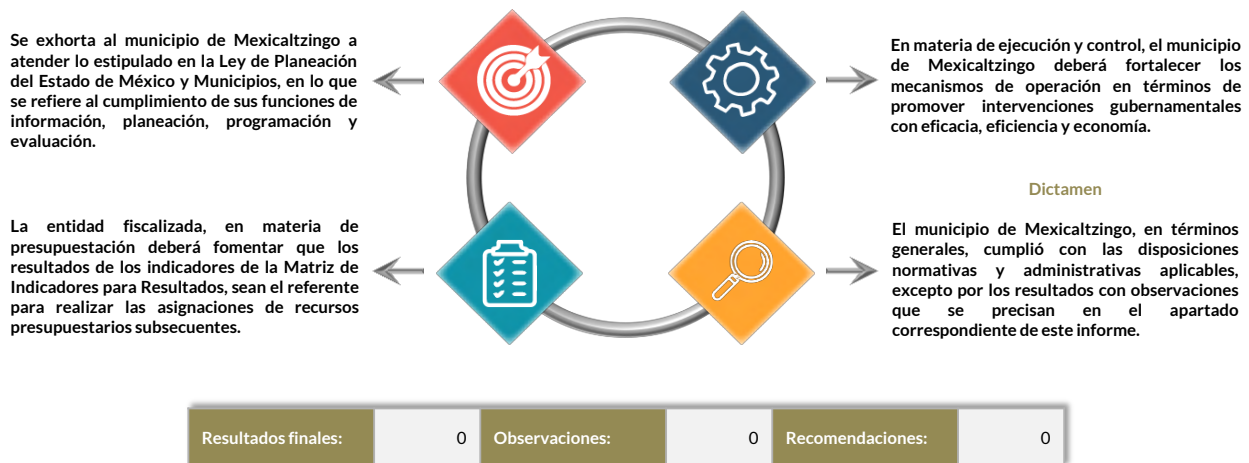 Se exhorta al municipio de Mexicaltzingo a
atender lo estipulado en la Ley de Planeación
del Estado de México y Municipios, en lo que
se refiere al cumplimiento de sus funciones de
información, planeación, programación y
evaluación.
En materia de ejecución y control, el municipio
de Mexicaltzingo deberá fortalecer los
mecanismos de operación en términos de
promover intervenciones gubernamentales
con eficacia, eficiencia y economía.
La entidad fiscalizada, en materia de
presupuestación deberá fomentar que los
resultados de los indicadores de la Matriz de
Indicadores para Resultados, sean el referente
para realizar las asignaciones de recursos
presupuestarios subsecuentes.
Dictamen
El municipio de Mexicaltzingo, en términos
generales, cumplió con las disposiciones
normativas y administrativas aplicables,
excepto por los resultados con observaciones
que se precisan en el apartado
correspondiente de este informe.
Resultados finales: 0 Observaciones: 0 Recomendaciones: 0